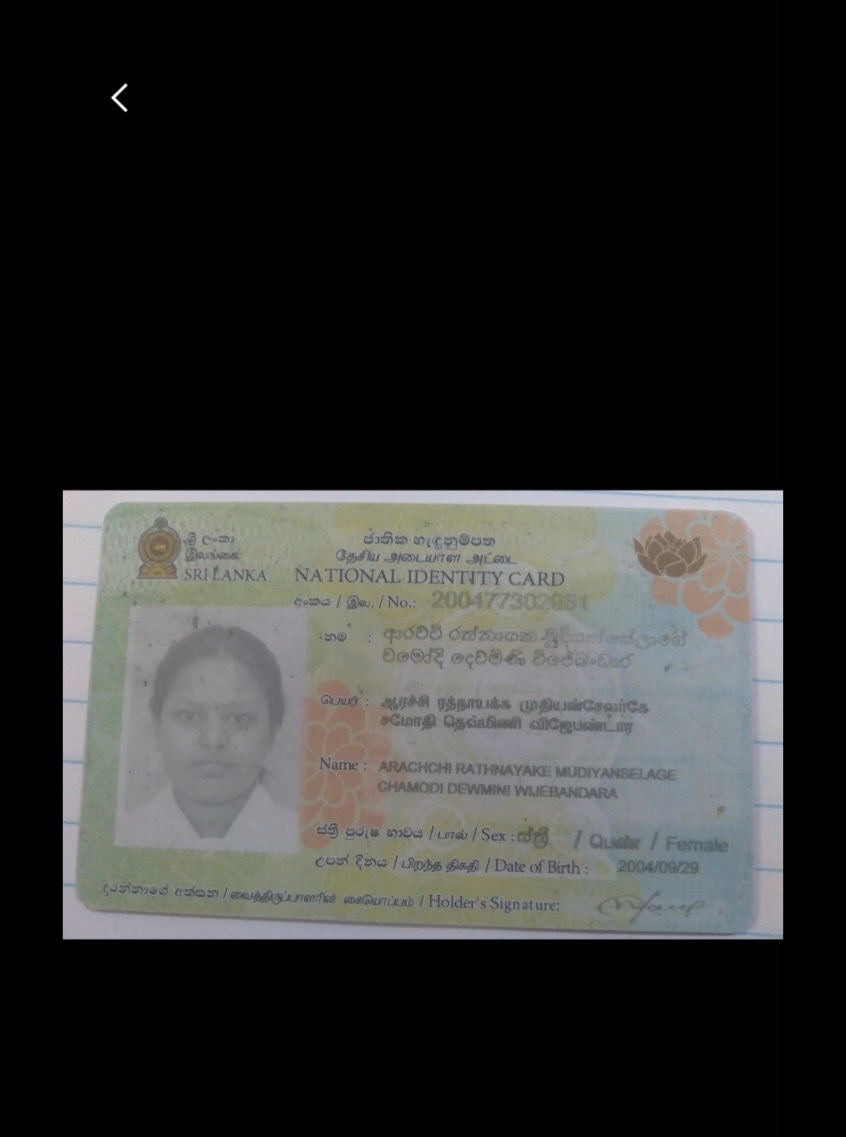 ශ්‍රී ලංකා
இலங்கை
SRI LANKA
ජාතික හැඳුනුම්පත
தேசிய அடையாள அட்டை
NATIONAL IDENTITY CARD
අංකය / இல. / No.: 200477302951
නම : ආරච්චි රත්නායක මුදියන්සේලාගේ
චමෝදි දෙව්මිණි විජේබංඩාර
பெயர் : ஆரச்சி ரத்நாயக்க முதியன்சேலாகே
சமோதி தெவ்மிணி விஜேபண்டார
Name : ARACHCHI RATHNAYAKE MUDIYANSELAGE
CHAMODI DEWMINI WIJEBANDARA
ස්ත්‍රී පුරුෂ භාවය / பால் / Sex : ස්ත්‍රී / பெண் / Female
උපන් දිනය / பிறந்த திகதி / Date of Birth : 2004/09/29
දරන්නාගේ අත්සන / வைத்திருப்பாளரின் கையொப்பம் / Holder's Signature: